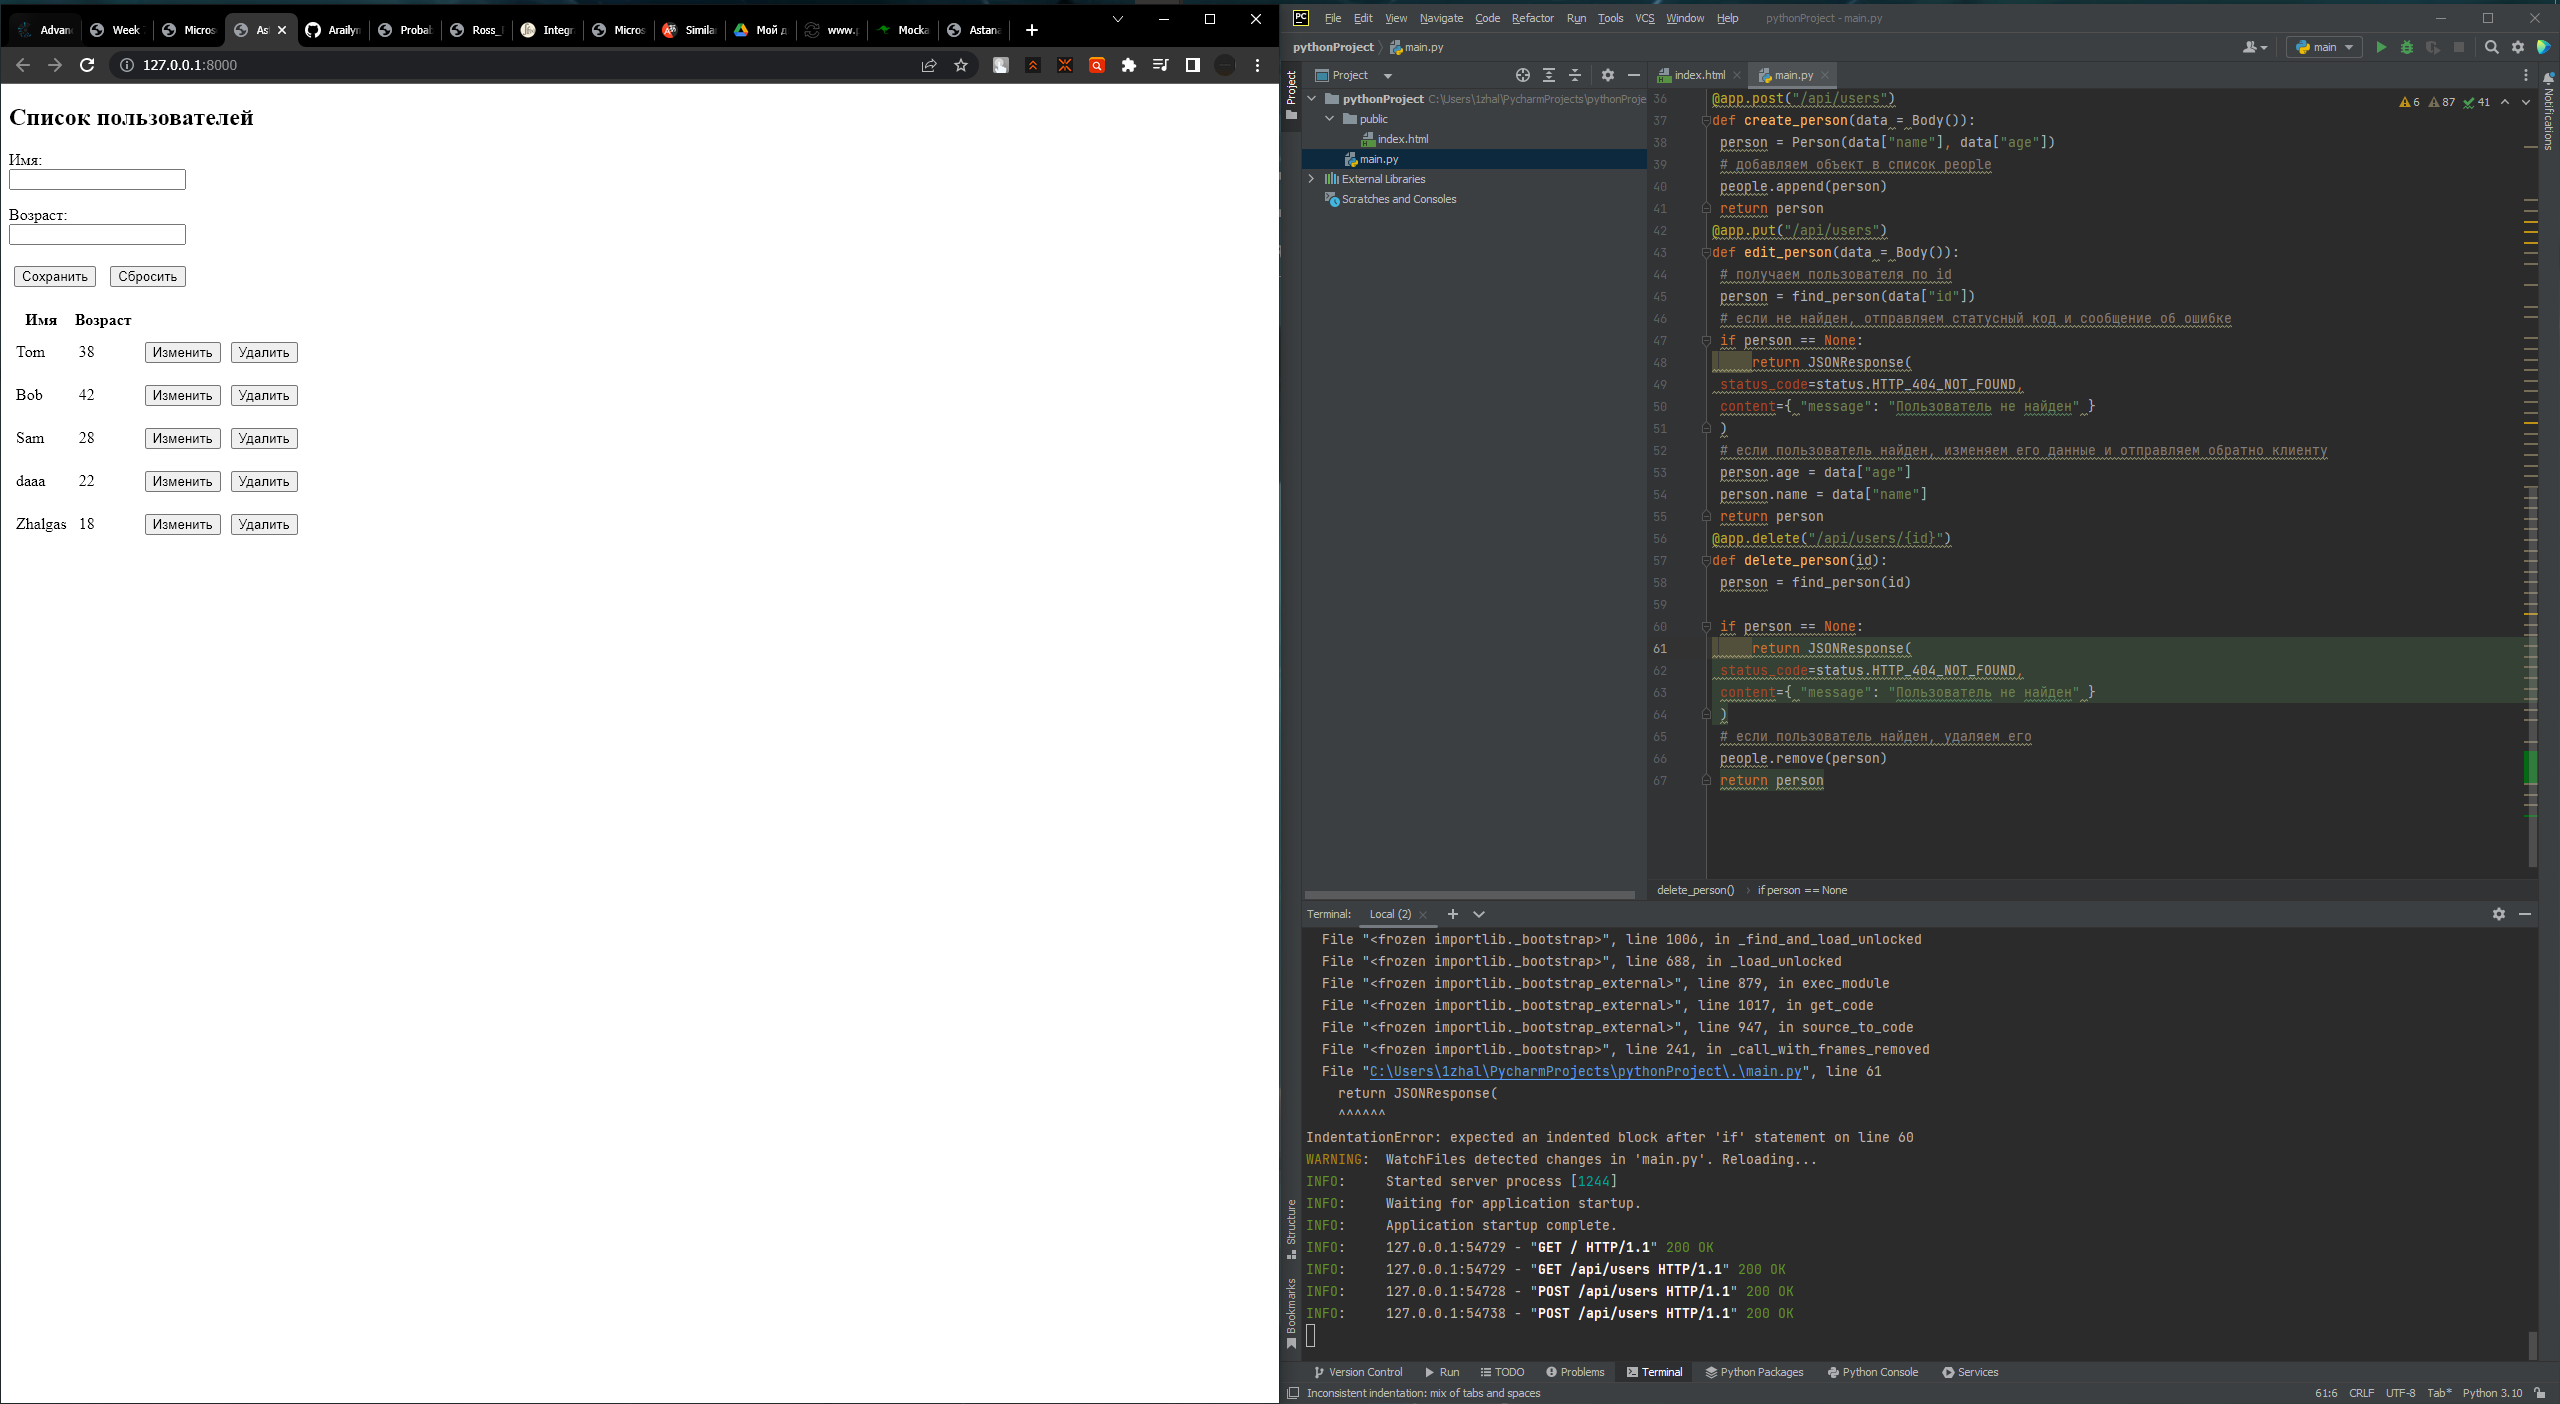 Advan
Week
Micros
As
Arailyn
Probab
Ross_
Integr
Micros
Similar
Мой д
www.p
Mocka
Astana
127.0.0.1:8000
Список пользователей
Имя:
Возраст:
Сохранить Сбросить
Имя Возраст
Tom 38 Изменить Удалить
Bob 42 Изменить Удалить
Sam 28 Изменить Удалить
daaa 22 Изменить Удалить
Zhalgas 18 Изменить Удалить
PC File Edit View Navigate Code Refactor Run Tools VCS Window Help pythonProject - main.py
pythonProject main.py
main
Project
Project
pythonProject C:\Users\1zhal\PycharmProjects\pythonProje
public
index.html
main.py
External Libraries
Scratches and Consoles
index.html main.py
6 87 41
Notifications
36 @app.post("/api/users")
37 def create_person(data = Body()):
38 person = Person(data["name"], data["age"])
39 # добавляем объект в список people
40 people.append(person)
41 return person
42 @app.put("/api/users")
43 def edit_person(data = Body()):
44 # получаем пользователя по id
45 person = find_person(data["id"])
46 # если не найден, отправляем статусный код и сообщение об ошибке
47 if person == None:
48 return JSONResponse(
49 status_code=status.HTTP_404_NOT_FOUND,
50 content={ "message": "Пользователь не найден" }
51 )
52 # если пользователь найден, изменяем его данные и отправляем обратно клиенту
53 person.age = data["age"]
54 person.name = data["name"]
55 return person
56 @app.delete("/api/users/{id}")
57 def delete_person(id):
58 person = find_person(id)
59
60 if person == None:
61 return JSONResponse(
62 status_code=status.HTTP_404_NOT_FOUND,
63 content={ "message": "Пользователь не найден" }
64 )
65 # если пользователь найден, удаляем его
66 people.remove(person)
67 return person
delete_person() if person == None
Terminal: Local (2)
File "<frozen importlib._bootstrap>", line 1006, in _find_and_load_unlocked
File "<frozen importlib._bootstrap>", line 688, in _load_unlocked
File "<frozen importlib._bootstrap_external>", line 879, in exec_module
File "<frozen importlib._bootstrap_external>", line 1017, in get_code
File "<frozen importlib._bootstrap_external>", line 947, in source_to_code
File "<frozen importlib._bootstrap>", line 241, in _call_with_frames_removed
File "C:\Users\1zhal\PycharmProjects\pythonProject\.\main.py", line 61
return JSONResponse(
^^^^^^
IndentationError: expected an indented block after 'if' statement on line 60
WARNING: WatchFiles detected changes in 'main.py'. Reloading...
INFO: Started server process [1244]
INFO: Waiting for application startup.
INFO: Application startup complete.
INFO: 127.0.0.1:54729 - "GET / HTTP/1.1" 200 OK
INFO: 127.0.0.1:54729 - "GET /api/users HTTP/1.1" 200 OK
INFO: 127.0.0.1:54728 - "POST /api/users HTTP/1.1" 200 OK
INFO: 127.0.0.1:54738 - "POST /api/users HTTP/1.1" 200 OK
Structure
Bookmarks
Version Control Run TODO Problems Terminal Python Packages Python Console Services
Inconsistent indentation: mix of tabs and spaces 61:6 CRLF UTF-8 Tab* Python 3.10